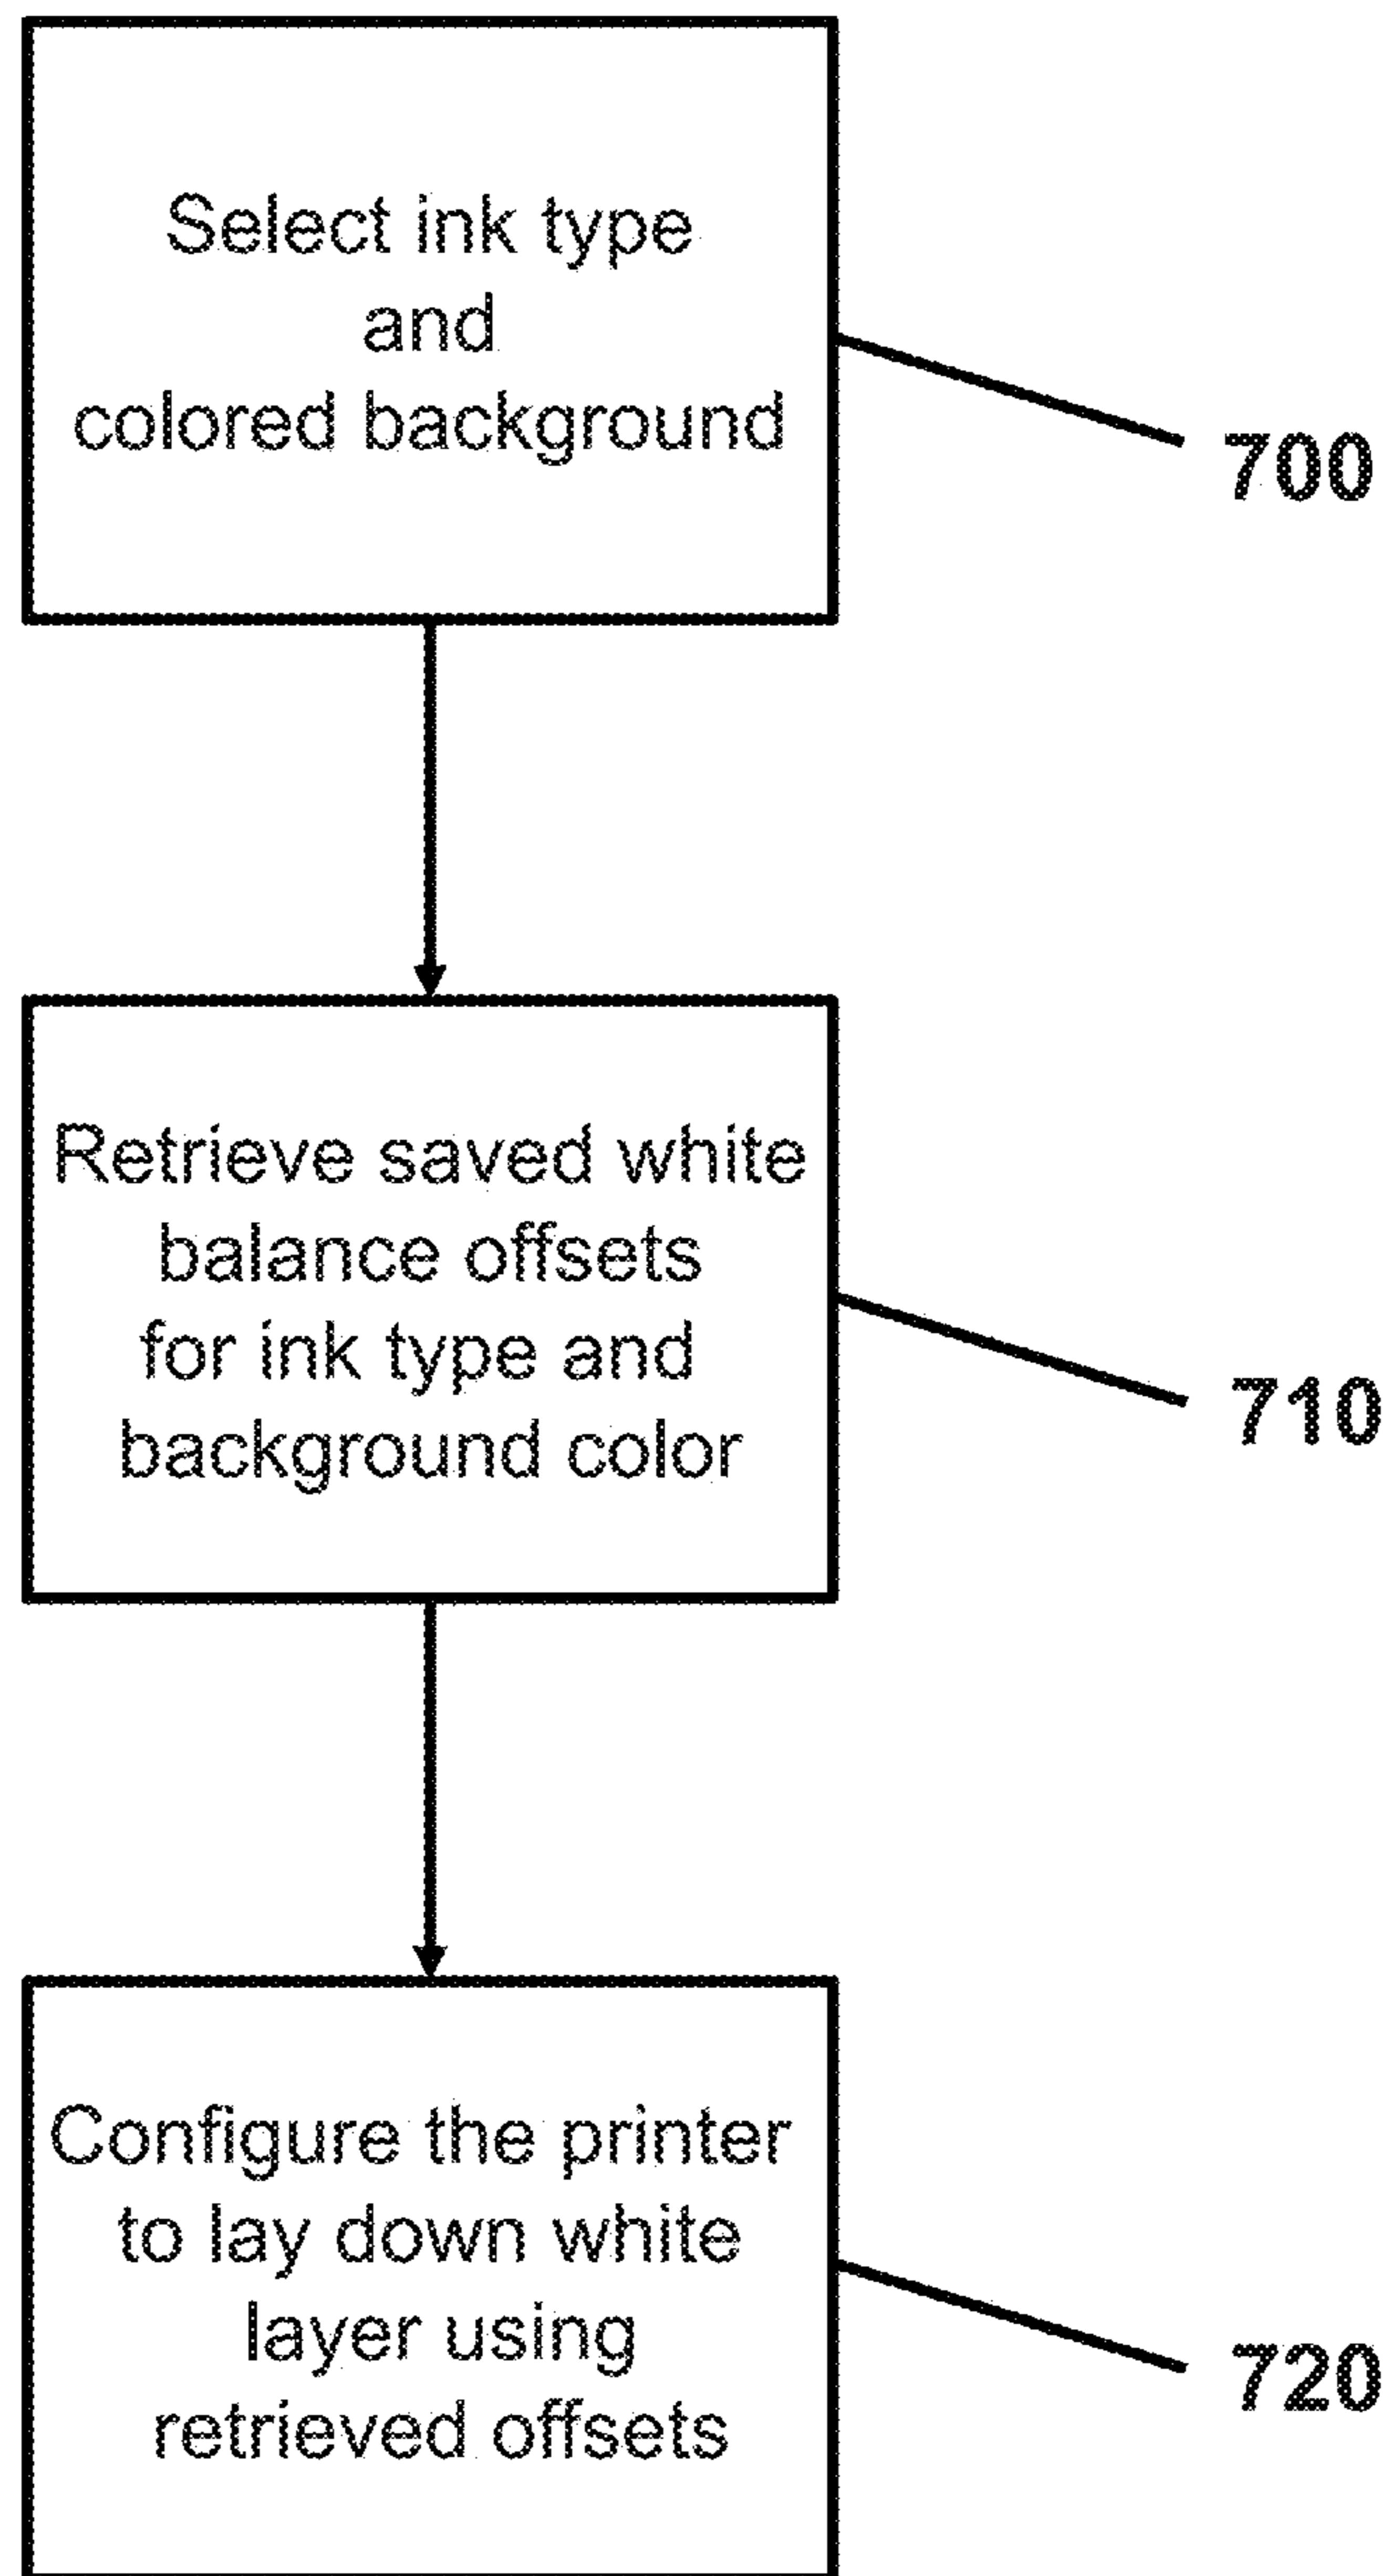 Select ink type
and
colored background
700
Retrieve saved white
balance offsets
for ink type and
background color
710
Configure the printer
to lay down white
layer using
retrieved offsets
720